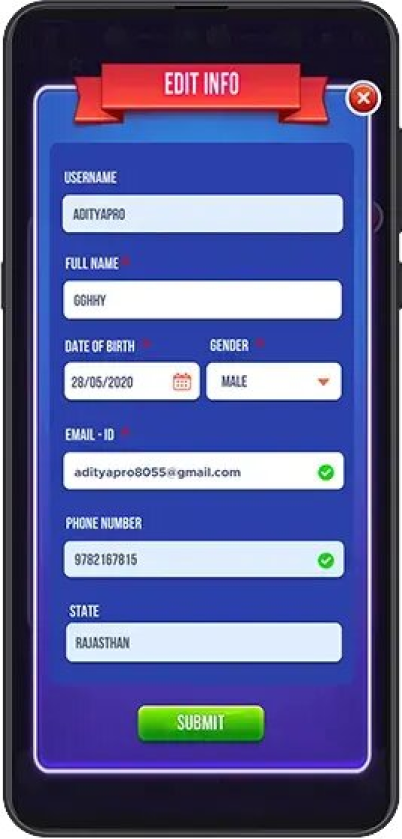 EDIT INFO
USERNAME
ADITYAPRO
FULL NAME *
GGHHY
DATE OF BIRTH * GENDER *
28/05/2020 MALE
EMAIL - ID *
adityapro8055@gmail.com
PHONE NUMBER
9782167815
STATE
RAJASTHAN
SUBMIT